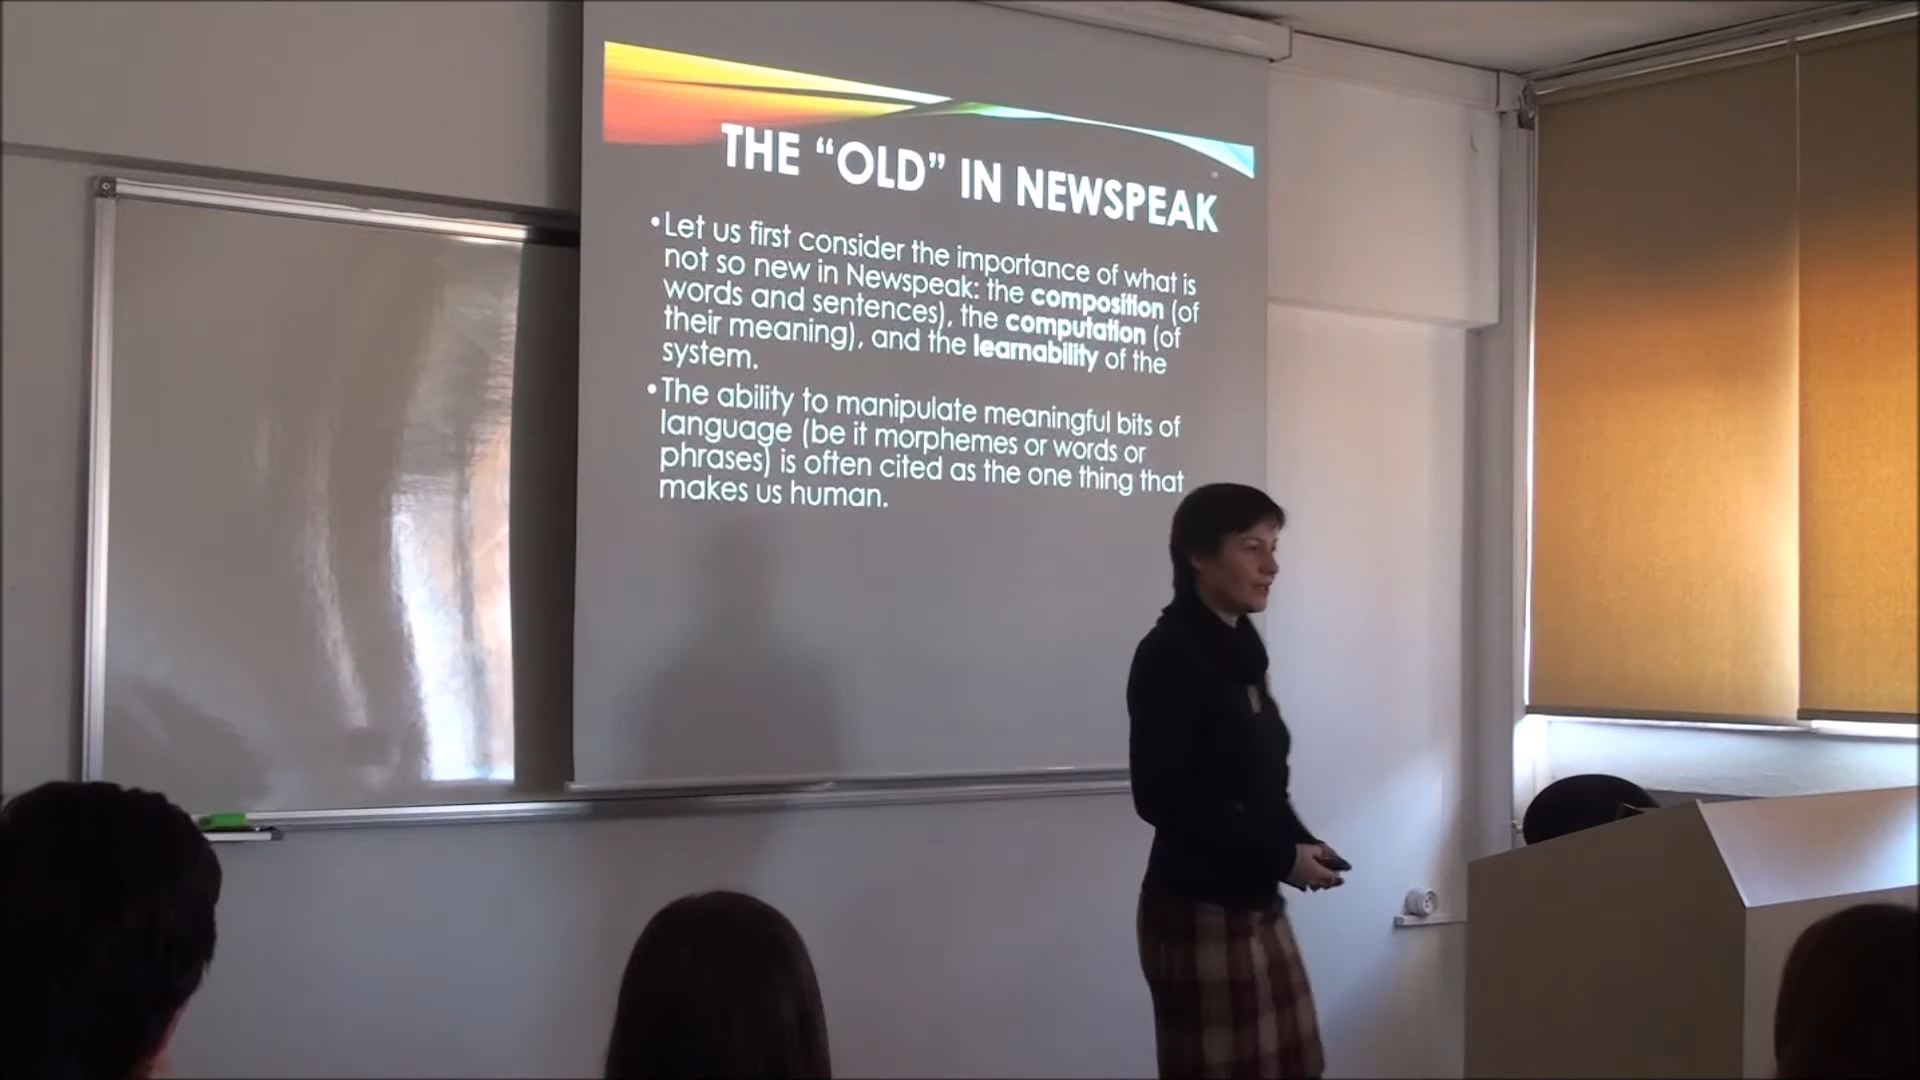 THE “OLD” IN NEWSPEAK
•Let us first consider the importance of what is
not so new in Newspeak: the composition (of
words and sentences), the computation (of
their meaning), and the learnability of the
system.
•The ability to manipulate meaningful bits of
language (be it morphemes or words or
phrases) is often cited as the one thing that
makes us human.